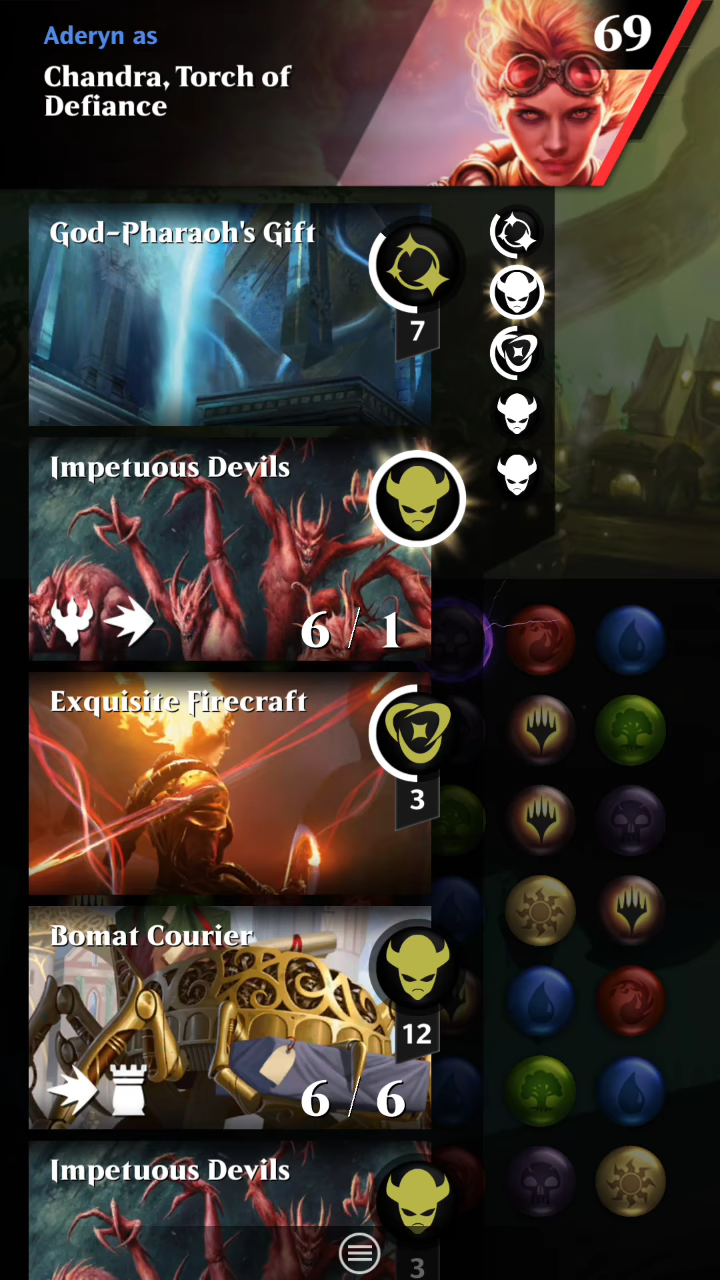 Aderyn as
Chandra, Torch of
Defiance
69
God-Pharaoh's Gift
7
Impetuous Devils
6 / 1
Exquisite Firecraft
3
Bomat Courier
12
6 / 6
Impetuous Devils
3